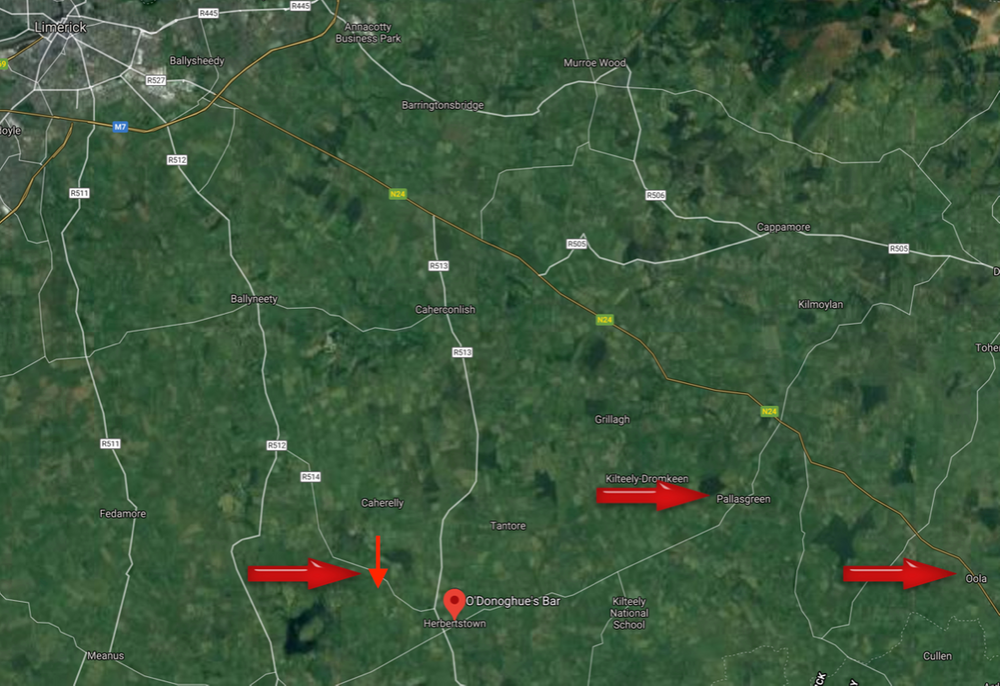 R445
R445
Limerick
Annacotty
Business Park
Ballysheedy
Murroe Wood
R527
Barringtonsbridge
M7
R512
R511
N24
R506
Cappamore
R505
R505
R513
Ballyneety
Caherconlish
Kilmoylan
N24
R513
N24
Grillagh
R511
R512
R514
Kilteely-Dromkeen
Pallasgreen
Caherelly
Fedamore
Tantore
Oola
O'Donoghue's Bar
Herbertstown
Kilteely
National
School
Meanus
Cullen